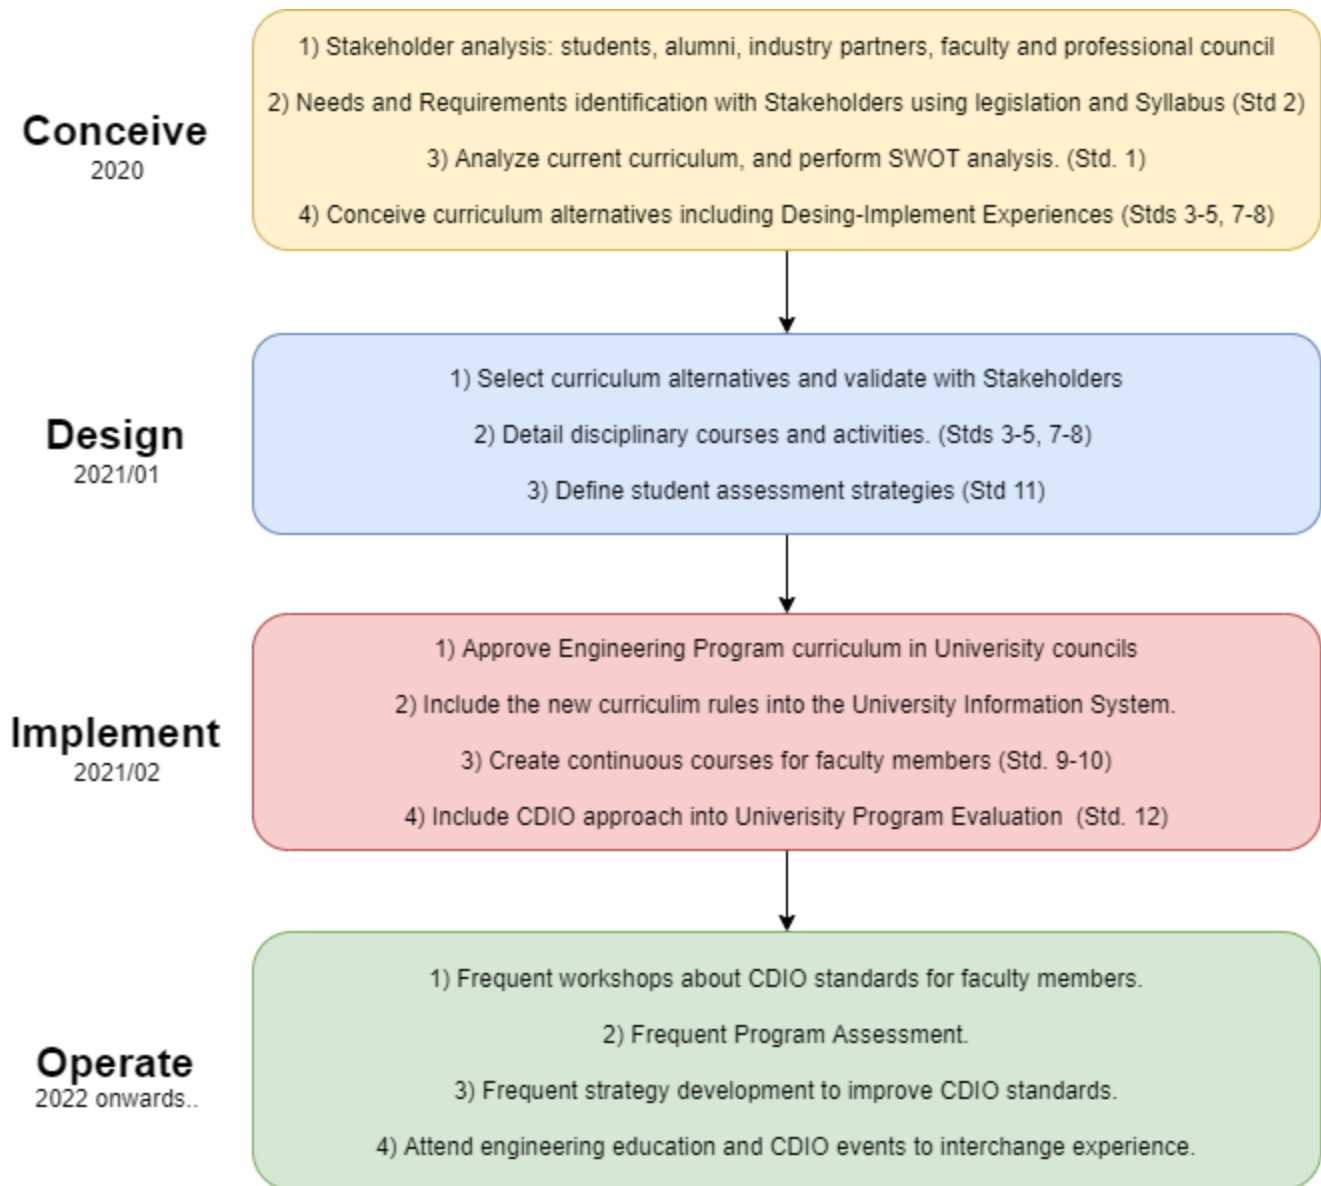 Conceive
2020
1) Stakeholder analysis: students, alumni, industry partners, faculty and professional council
2) Needs and Requirements identification with Stakeholders using legislation and Syllabus (Std 2)
3) Analyze current curriculum, and perform SWOT analysis. (Std. 1)
4) Conceive curriculum alternatives including Desing-Implement Experiences (Stds 3-5, 7-8)
Design
2021/01
1) Select curriculum alternatives and validate with Stakeholders
2) Detail disciplinary courses and activities. (Stds 3-5, 7-8)
3) Define student assessment strategies (Std 11)
Implement
2021/02
1) Approve Engineering Program curriculum in Univerisity councils
2) Include the new curriculim rules into the University Information System.
3) Create continuous courses for faculty members (Std. 9-10)
4) Include CDIO approach into Univerisity Program Evaluation  (Std. 12)
Operate
2022 onwards..
1) Frequent workshops about CDIO standards for faculty members.
2) Frequent Program Assessment.
3) Frequent strategy development to improve CDIO standards.
4) Attend engineering education and CDIO events to interchange experience.